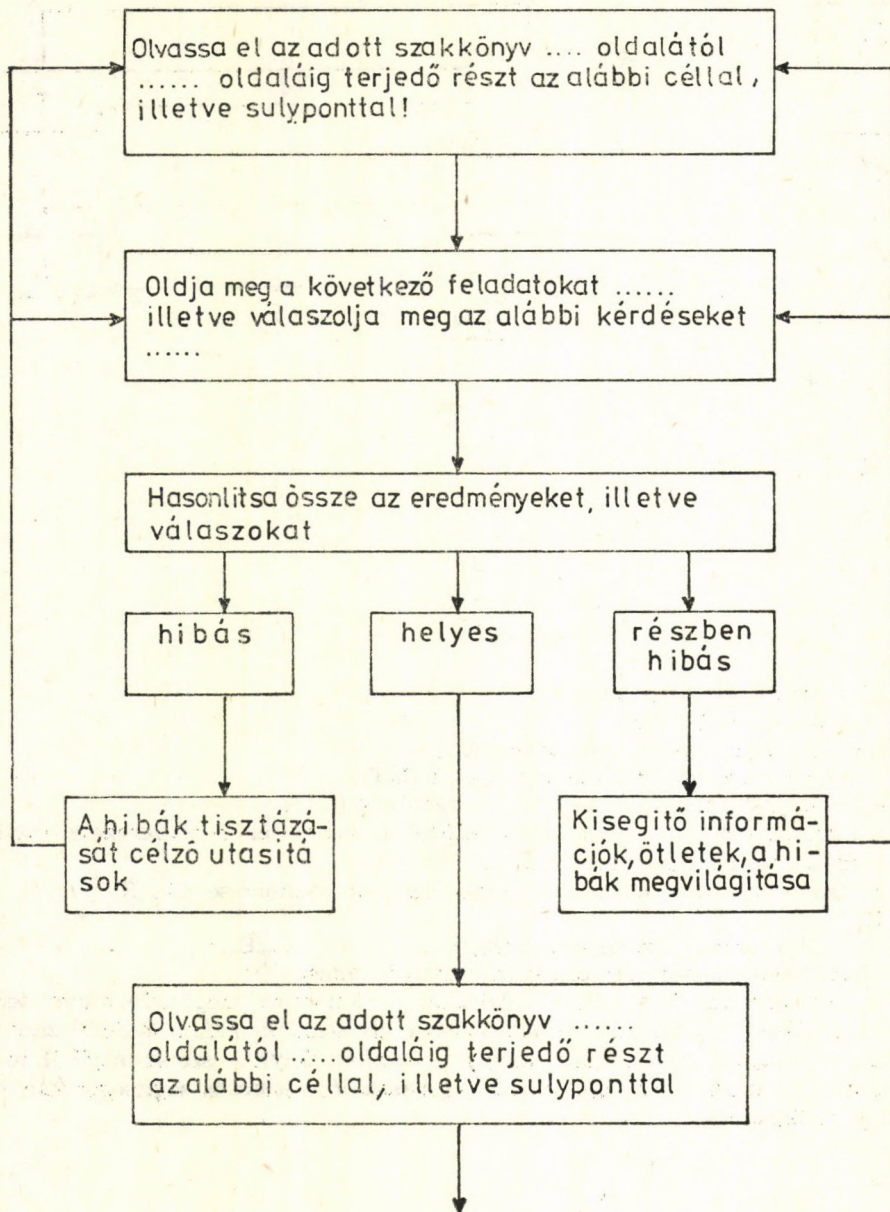 Olvassa el az adott szakkönyv .... oldalától
...... oldaláig terjedő részt az alábbi céllal,
illetve sulyponttal!
Oldja meg a következő feladatokat ......
illetve válaszolja meg az alábbi kérdéseket
......
Hasonlitsa össze az eredményeket, illetve
válaszokat
hibás
helyes
részben
hibás
A hibák tisztázá-
sát célzó utasitá
sok
Kisegitő informá-
ciók, ötletek, a hi-
bák megvilágitása
Olvassa el az adott szakkönyv ......
oldalától ..... oldaláig terjedő részt
az alábbi céllal, illetve sulyponttal